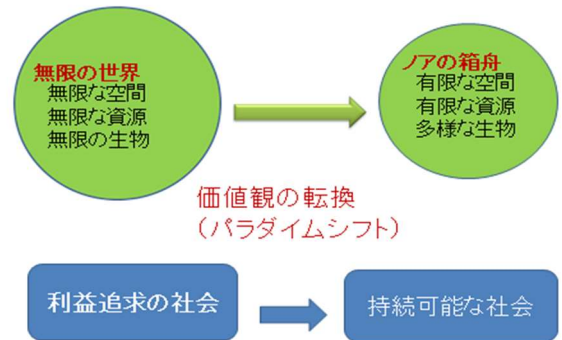 無限の世界
無限な空間
無限な資源
無限の生物
ノアの箱舟
有限な空間
有限な資源
多様な生物
価値観の転換
（パラダイムシフト）
利益追求の社会
持続可能な社会